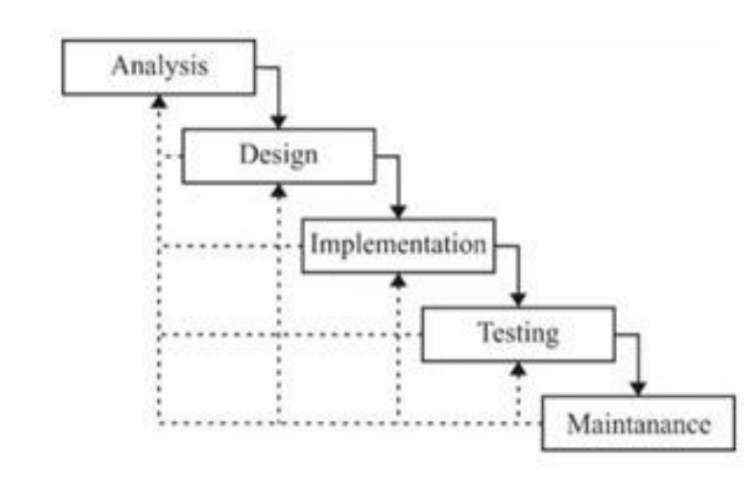 Analysis
Design
Implementation
Testing
Maintanance